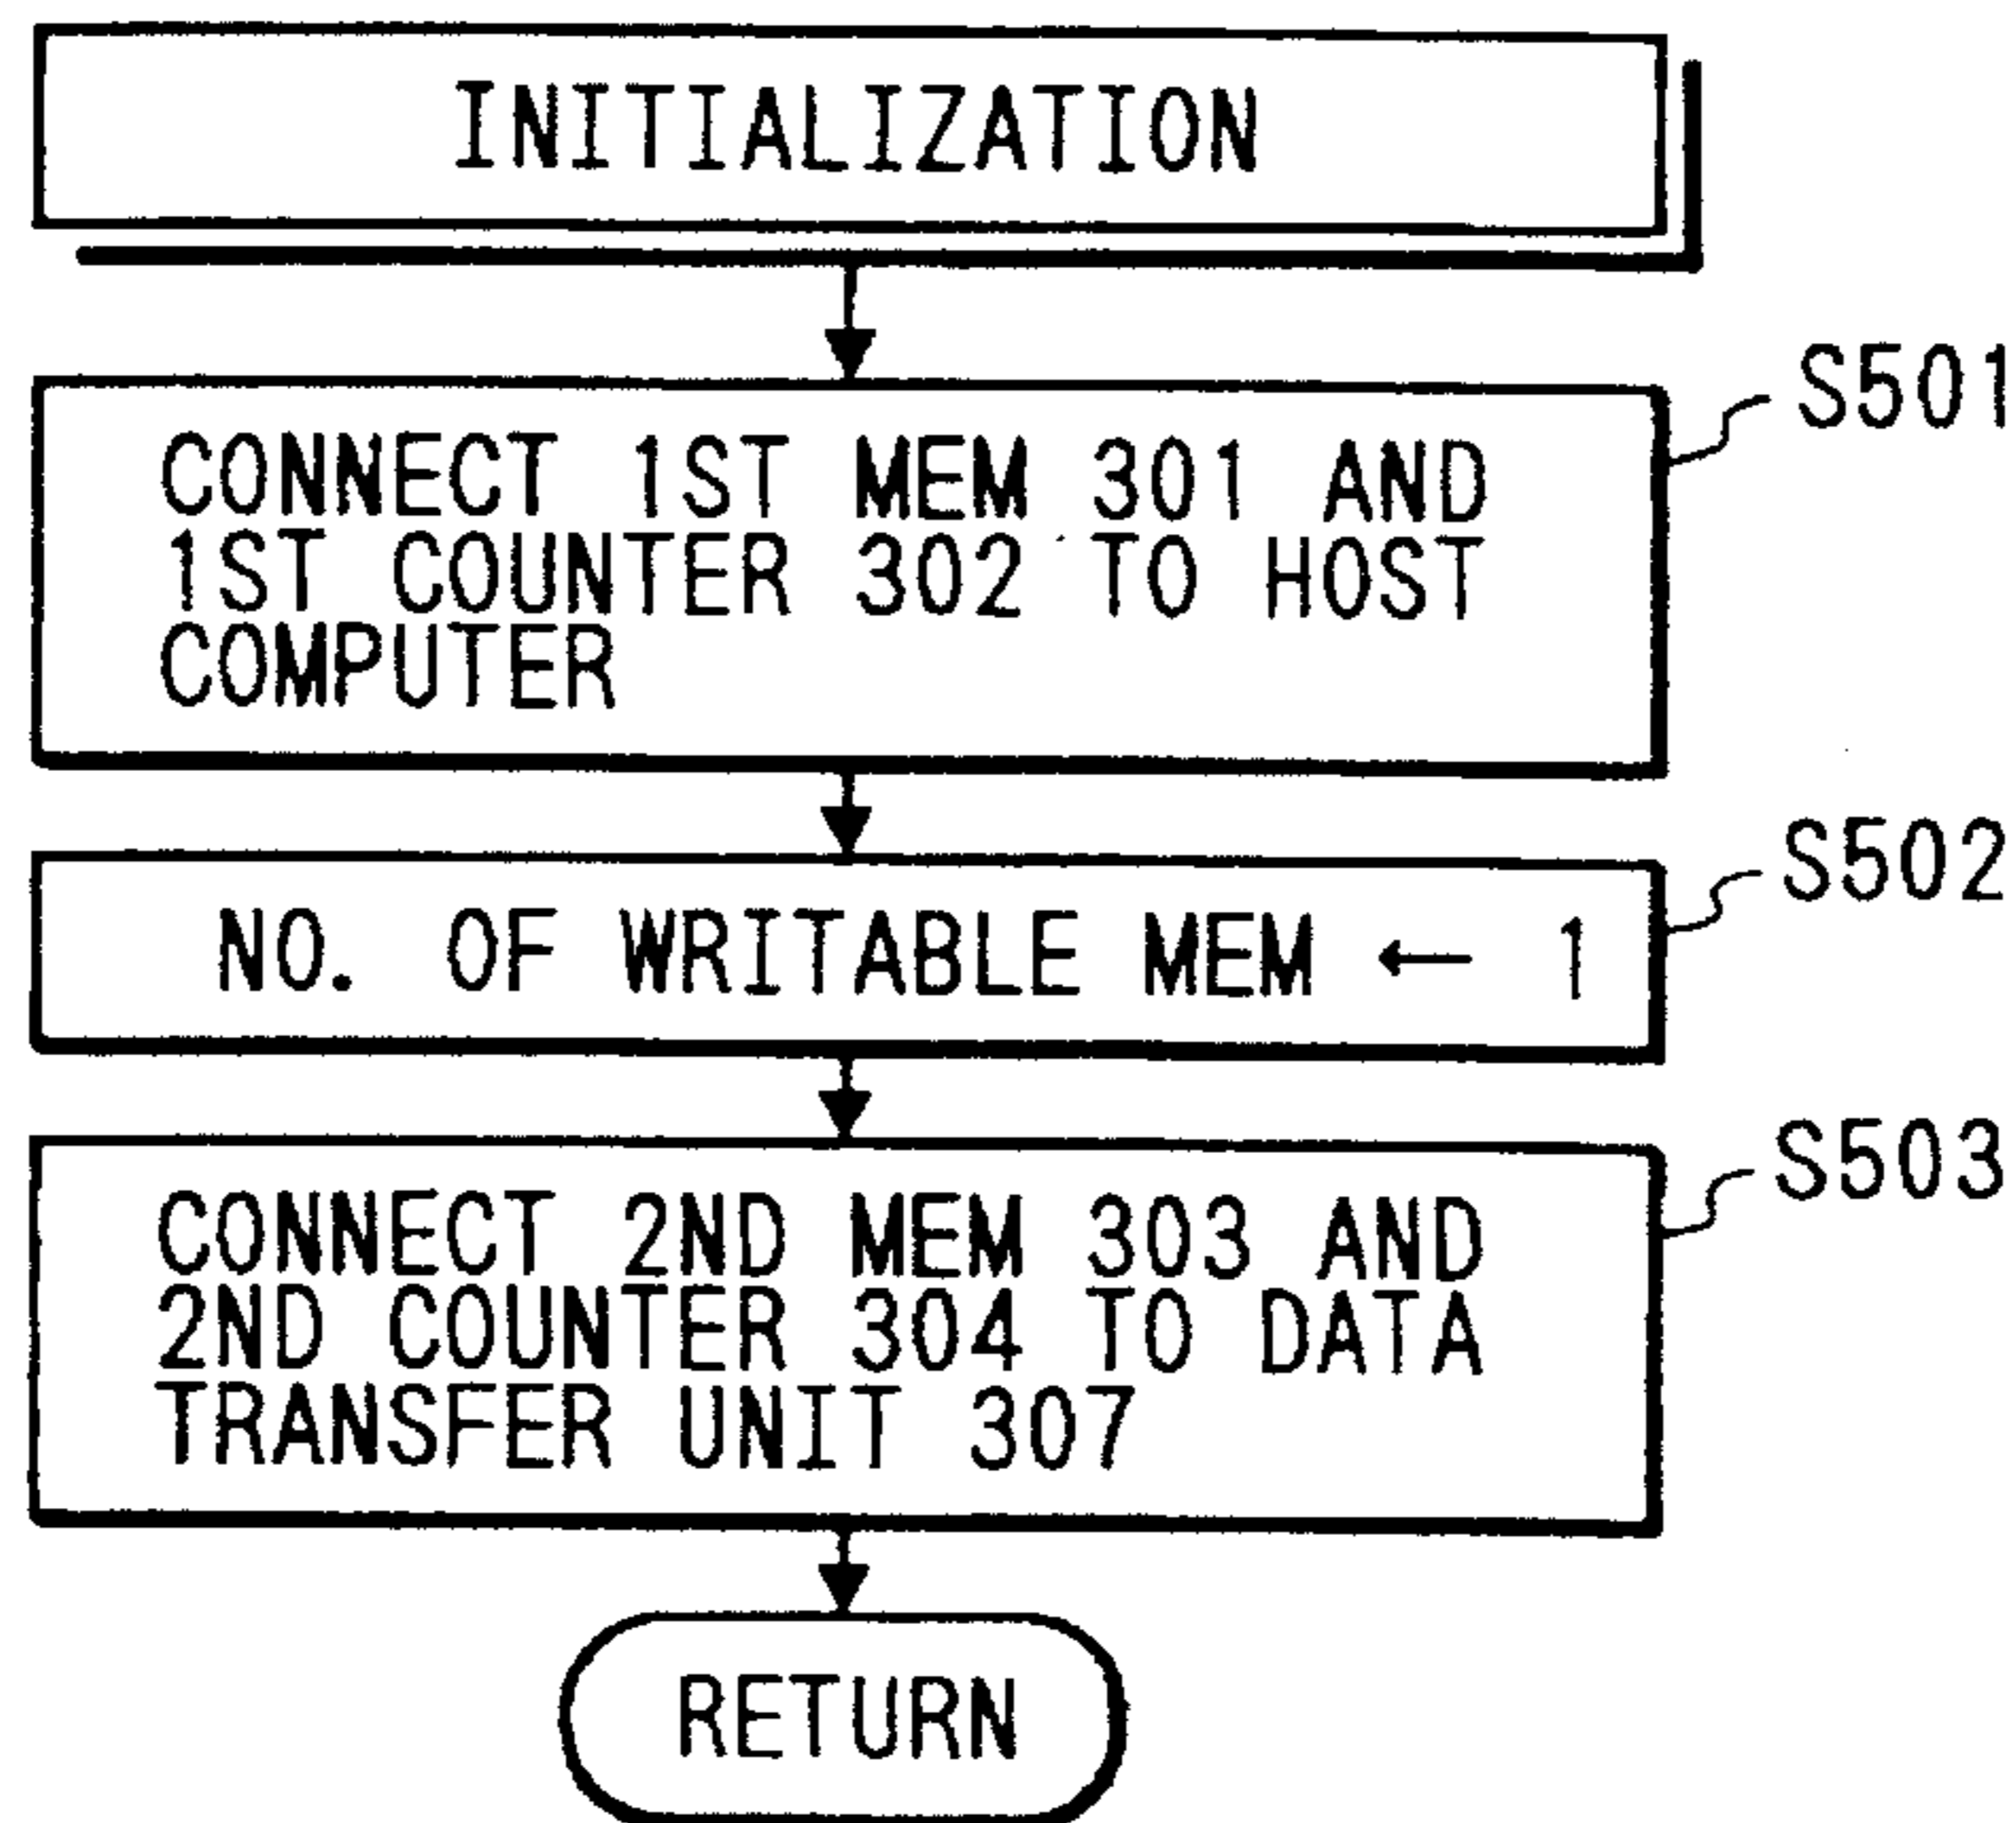 INITIALIZATION
S501
CONNECT 1ST MEM 301 AND
1ST COUNTER 302 TO HOST
COMPUTER
S502
NO. OF WRITABLE MEM ← 1
S503
CONNECT 2ND MEM 303 AND
2ND COUNTER 304 TO DATA
TRANSFER UNIT 307
RETURN